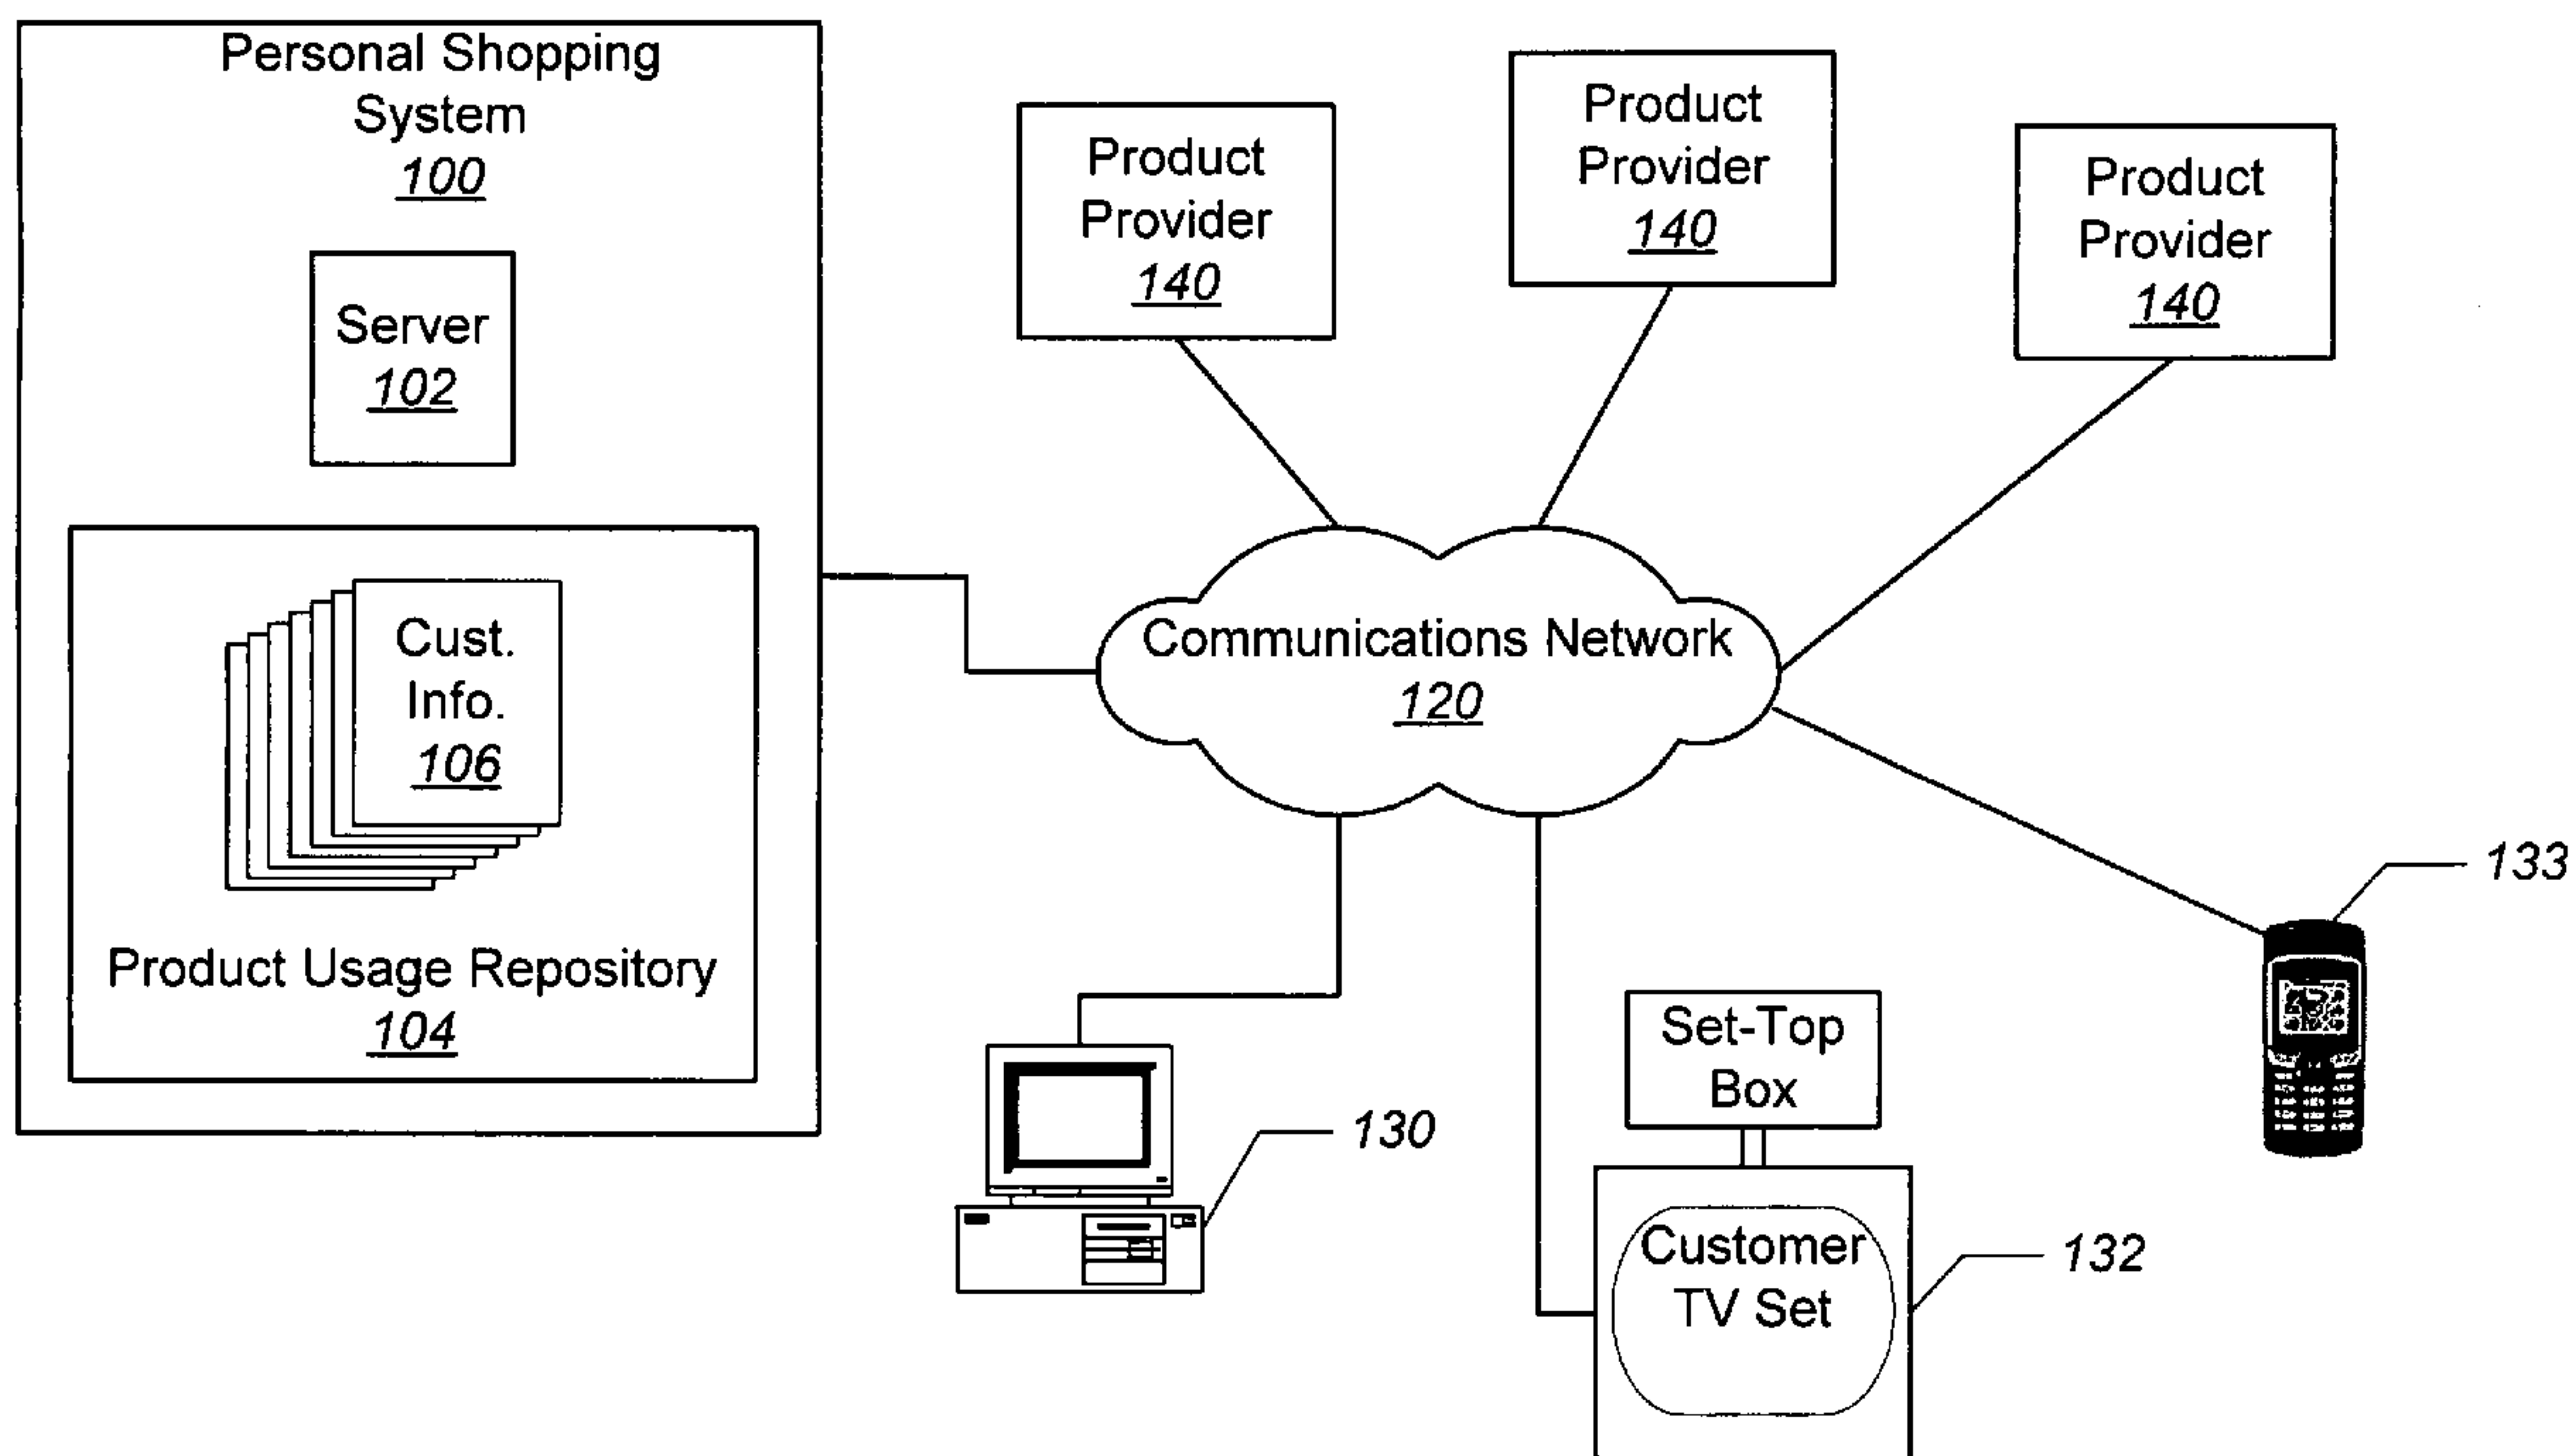 Personal Shopping
System
100
Server
102
Cust.
Info.
106
Product Usage Repository
104
Product
Provider
140
Product
Provider
140
Product
Provider
140
Communications Network
120
130
Set-Top
Box
Customer
TV Set
132
133